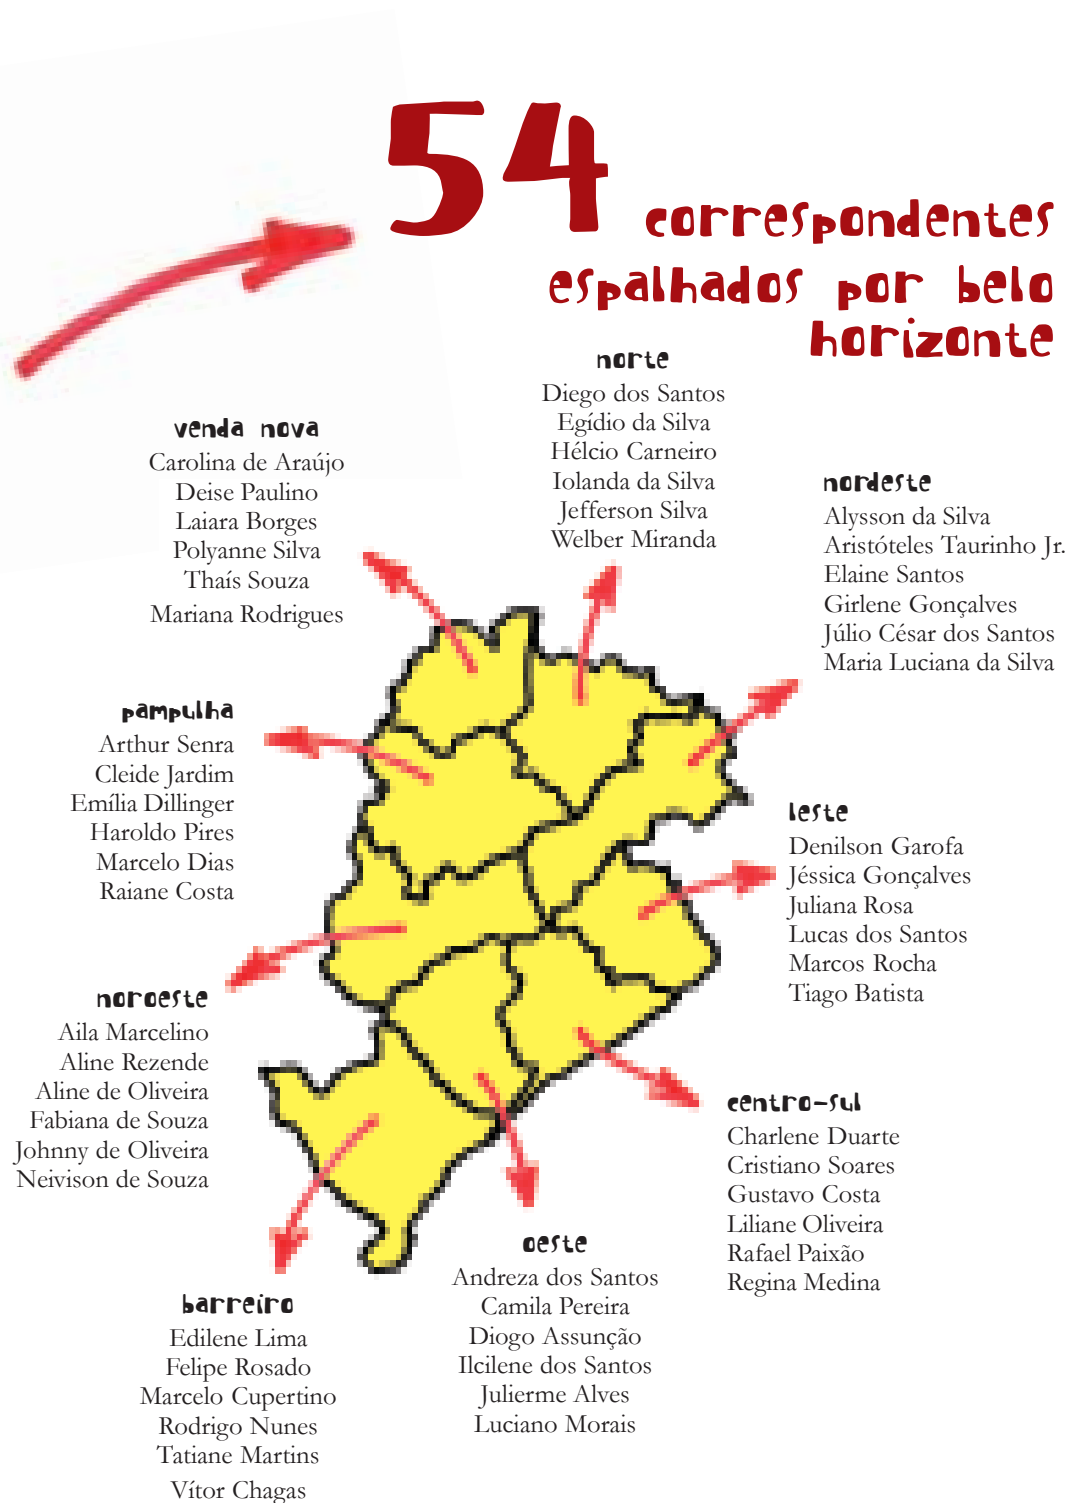 54 correspondentes
espalhados por belo
horizonte
norte
Diego dos Santos
Egídio da Silva
Hélcio Carneiro
Iolanda da Silva
Jefferson Silva
Welber Miranda
venda nova
Carolina de Araújo
Deise Paulino
Laiara Borges
Polyanne Silva
Thaís Souza
Mariana Rodrigues
nordeste
Alysson da Silva
Aristóteles Taurinho Jr.
Elaine Santos
Girlene Gonçalves
Júlio César dos Santos
Maria Luciana da Silva
pampulha
Arthur Senra
Cleide Jardim
Emília Dillinger
Haroldo Pires
Marcelo Dias
Raiane Costa
leste
Denilson Garofa
Jéssica Gonçalves
Juliana Rosa
Lucas dos Santos
Marcos Rocha
Tiago Batista
noroeste
Aila Marcelino
Aline Rezende
Aline de Oliveira
Fabiana de Souza
Johnny de Oliveira
Neivison de Souza
centro-sul
Charlene Duarte
Cristiano Soares
Gustavo Costa
Liliane Oliveira
Rafael Paixão
Regina Medina
oeste
Andreza dos Santos
Camila Pereira
Diogo Assunção
Ilcilene dos Santos
Julierme Alves
Luciano Morais
barreiro
Edilene Lima
Felipe Rosado
Marcelo Cupertino
Rodrigo Nunes
Tatiane Martins
Vítor Chagas